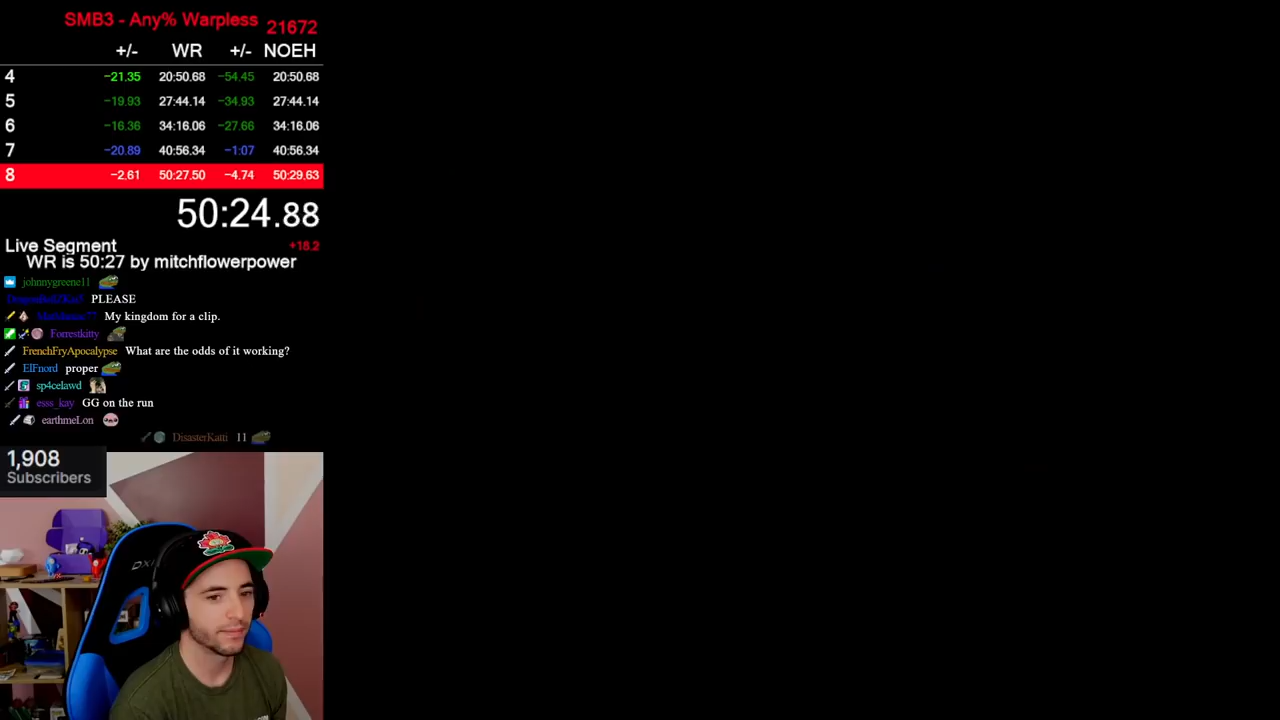 SMB3 - Any% Warpless 21672
+/- WR +/- NOEH
4 -21.35 20:50.68 -54.45 20:50.68
5 -19.93 27:44.14 -34.93 27:44.14
6 -16.36 34:16.06 -27.66 34:16.06
7 -20.89 40:56.34 -1:07 40:56.34
8 -2.61 50:27.50 -4.74 50:29.63
50:24.88
Live Segment +18.2
WR is 50:27 by mitchflowerpower
johnnygreene11
PLEASE
My kingdom for a clip.
Forrestkitty
FrenchFryApocalypse What are the odds of it working?
ElFnord proper
sp4celawd
esss_kay GG on the run
earthmeLon
DisasterKatti 11
1,908
Subscribers